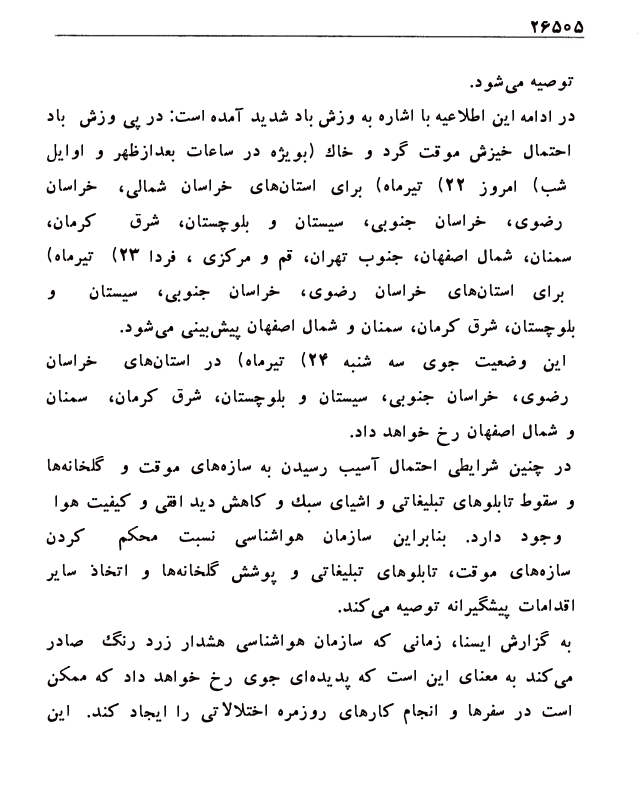 ۲۶۵۰۵
توصیه می‌شود.
در ادامه این اطلاعیه با اشاره به وزش باد شدید آمده است: در پی وزش باد
احتمال خیزش موقت گرد و خاک (بویژه در ساعات بعدازظهر و اوایل
شب) امروز ۲۲) تیرماه) برای استان‌های خراسان شمالی، خراسان
رضوی، خراسان جنوبی، سیستان و بلوچستان، شرق کرمان،
سمنان، شمال اصفهان، جنوب تهران، قم و مرکزی ، فردا ۲۳) تیرماه)
برای استان‌های خراسان رضوی، خراسان جنوبی، سیستان و
بلوچستان، شرق کرمان، سمنان و شمال اصفهان پیش‌بینی می‌شود.
این وضعیت جوی سه شنبه ۲۴) تیرماه) در استان‌های خراسان
رضوی، خراسان جنوبی، سیستان و بلوچستان، شرق کرمان، سمنان
و شمال اصفهان رخ خواهد داد.
در چنین شرایطی احتمال آسیب رسیدن به سازه‌های موقت و گلخانه‌ها
و سقوط تابلوهای تبلیغاتی و اشیای سبک و کاهش دید افقی و کیفیت هوا
وجود دارد. بنابراین سازمان هواشناسی نسبت محکم کردن
سازه‌های موقت، تابلوهای تبلیغاتی و پوشش گلخانه‌ها و اتخاذ سایر
اقدامات پیشگیرانه توصیه می‌کند.
به گزارش ایسنا، زمانی که سازمان هواشناسی هشدار زرد رنگ صادر
می‌کند به معنای این است که پدیده‌ای جوی رخ خواهد داد که ممکن
است در سفرها و انجام کارهای روزمره اختلالاتی را ایجاد کند. این